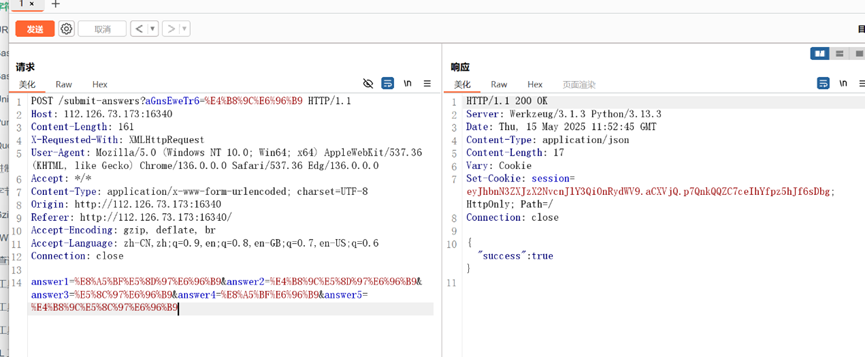 1 ×
+
发送
取消
<
>
请求
美化
Raw
Hex
\n
1 POST /submit-answers?aGnsEweTr6=%E4%B8%9C%E6%96%B9 HTTP/1.1
2 Host: 112.126.73.173:16340
3 Content-Length: 161
4 X-Requested-With: XMLHttpRequest
5 User-Agent: Mozilla/5.0 (Windows NT 10.0; Win64; x64) AppleWebKit/537.36
(KHTML, like Gecko) Chrome/136.0.0.0 Safari/537.36 Edg/136.0.0.0
6 Accept: */*
7 Content-Type: application/x-www-form-urlencoded; charset=UTF-8
8 Origin: http://112.126.73.173:16340
9 Referer: http://112.126.73.173:16340/
10 Accept-Encoding: gzip, deflate, br
11 Accept-Language: zh-CN,zh;q=0.9,en;q=0.8,en-GB;q=0.7,en-US;q=0.6
12 Connection: close
13
14 answer1=%E8%A5%BF%E5%8D%97%E6%96%B9&answer2=%E4%B8%9C%E5%8D%97%E6%96%B9&
answer3=%E5%8C%97%E6%96%B9&answer4=%E8%A5%BF%E6%96%B9&answer5=
%E4%B8%9C%E5%8C%97%E6%96%B9
响应
美化
Raw
Hex
页面渲染
\n
1 HTTP/1.1 200 OK
2 Server: Werkzeug/3.1.3 Python/3.13.3
3 Date: Thu, 15 May 2025 11:52:45 GMT
4 Content-Type: application/json
5 Content-Length: 17
6 Vary: Cookie
7 Set-Cookie: session=
eyJhbnN3ZXJzX2NvcnJlY3QiOnRydWV9.aCXVjQ.p7QnkQQZC7ceIhYfpz5hJf6sDbg;
HttpOnly; Path=/
8 Connection: close
9
10 {
"success":true
}
11